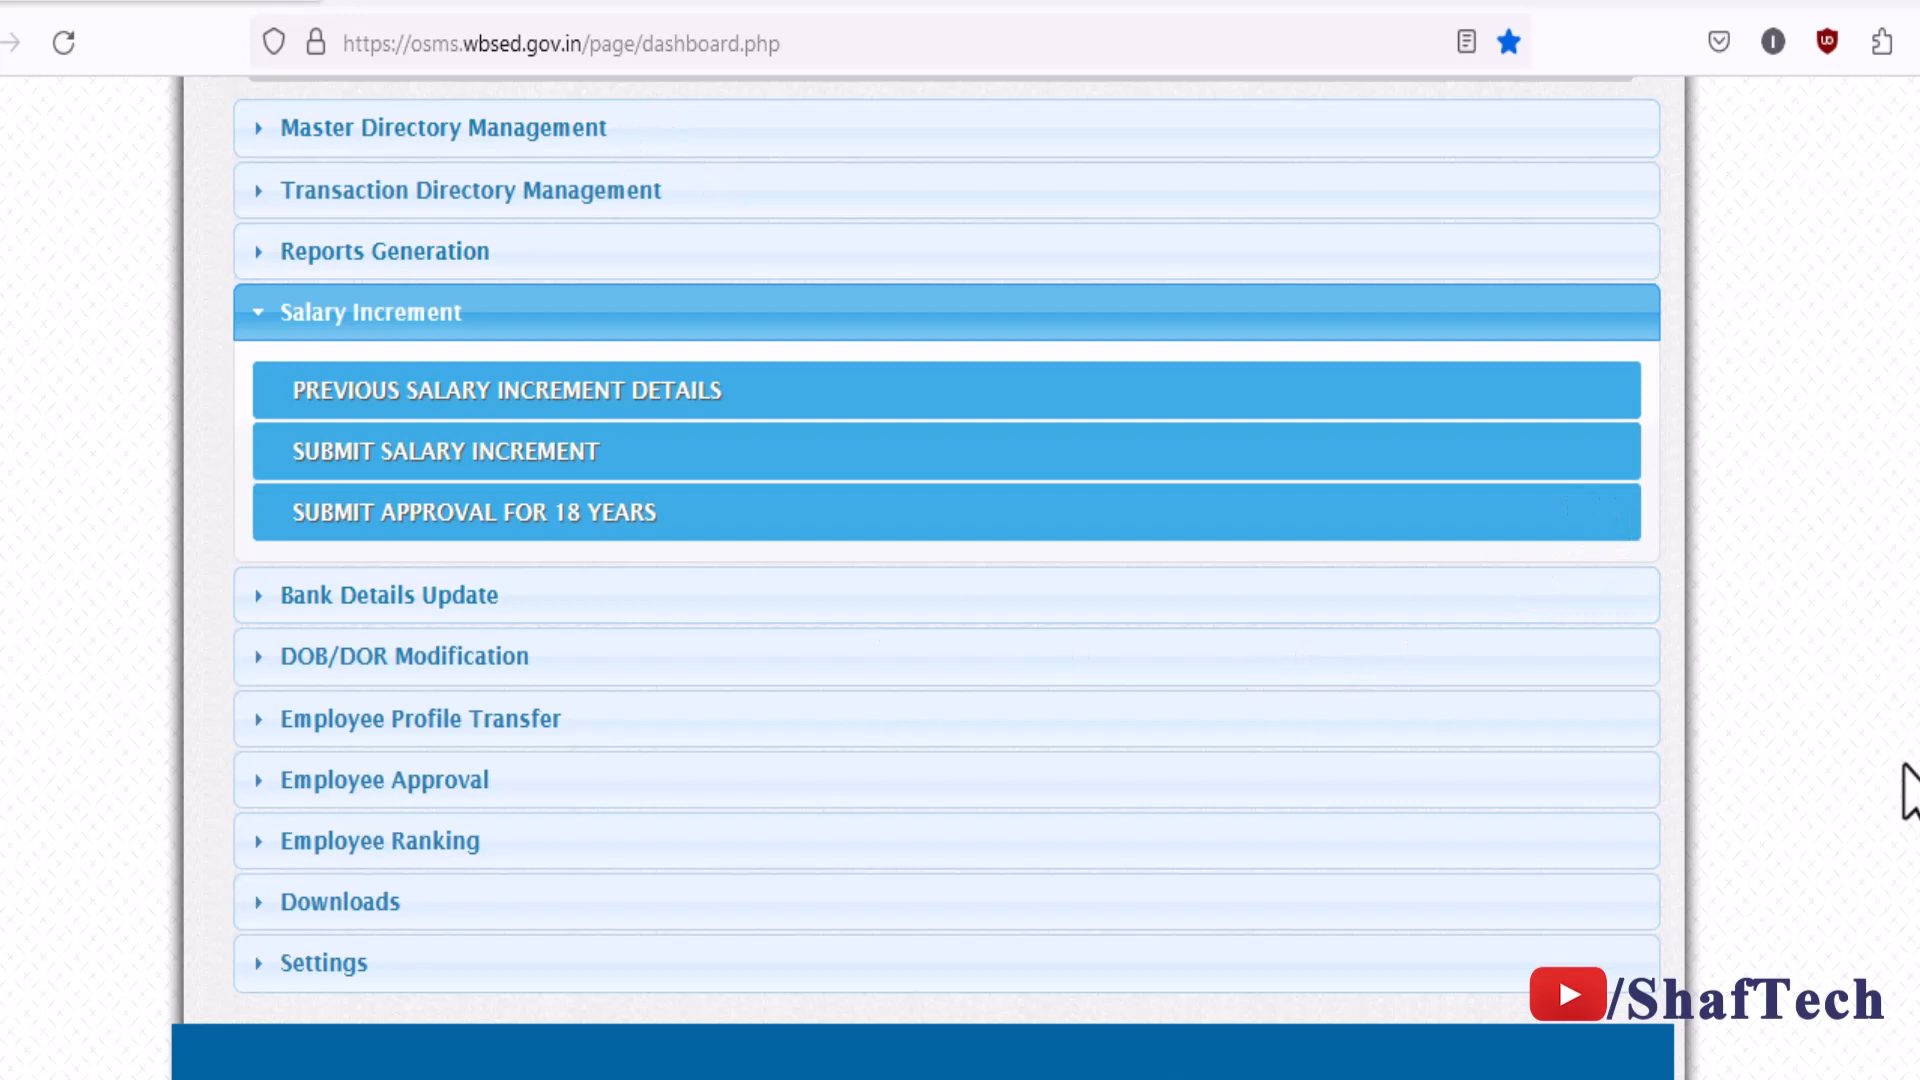 https://osms.wbsed.gov.in/page/dashboard.php
Master Directory Management
Transaction Directory Management
Reports Generation
Salary Increment
PREVIOUS SALARY INCREMENT DETAILS
SUBMIT SALARY INCREMENT
SUBMIT APPROVAL FOR 18 YEARS
Bank Details Update
DOB/DOR Modification
Employee Profile Transfer
Employee Approval
Employee Ranking
Downloads
Settings
/ShafTech